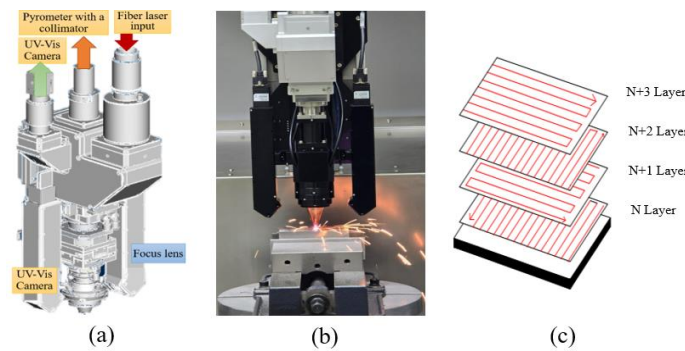 Pyrometer with a
collimator
Fiber laser
input
UV-Vis
Camera
UV-Vis
Camera
Focus lens
N+3 Layer
N+2 Layer
N+1 Layer
N Layer
(a)
(b)
(c)